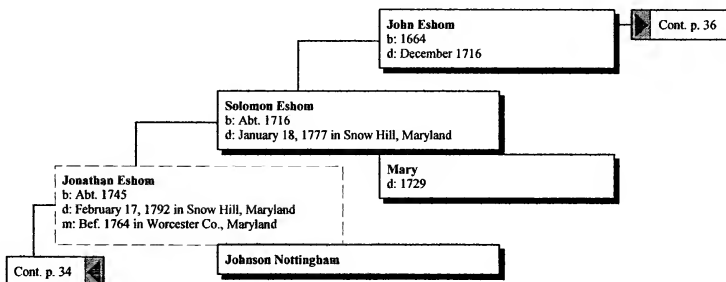 John Eshom
b: 1664
d: December 1716
Cont. p. 36
Solomon Eshom
b: Abt. 1716
d: January 18, 1777 in Snow Hill, Maryland
Mary
d: 1729
Jonathan Eshom
b: Abt. 1745
d: February 17, 1792 in Snow Hill, Maryland
m: Bef. 1764 in Worcester Co., Maryland
Johnson Nottingham
Cont. p. 34